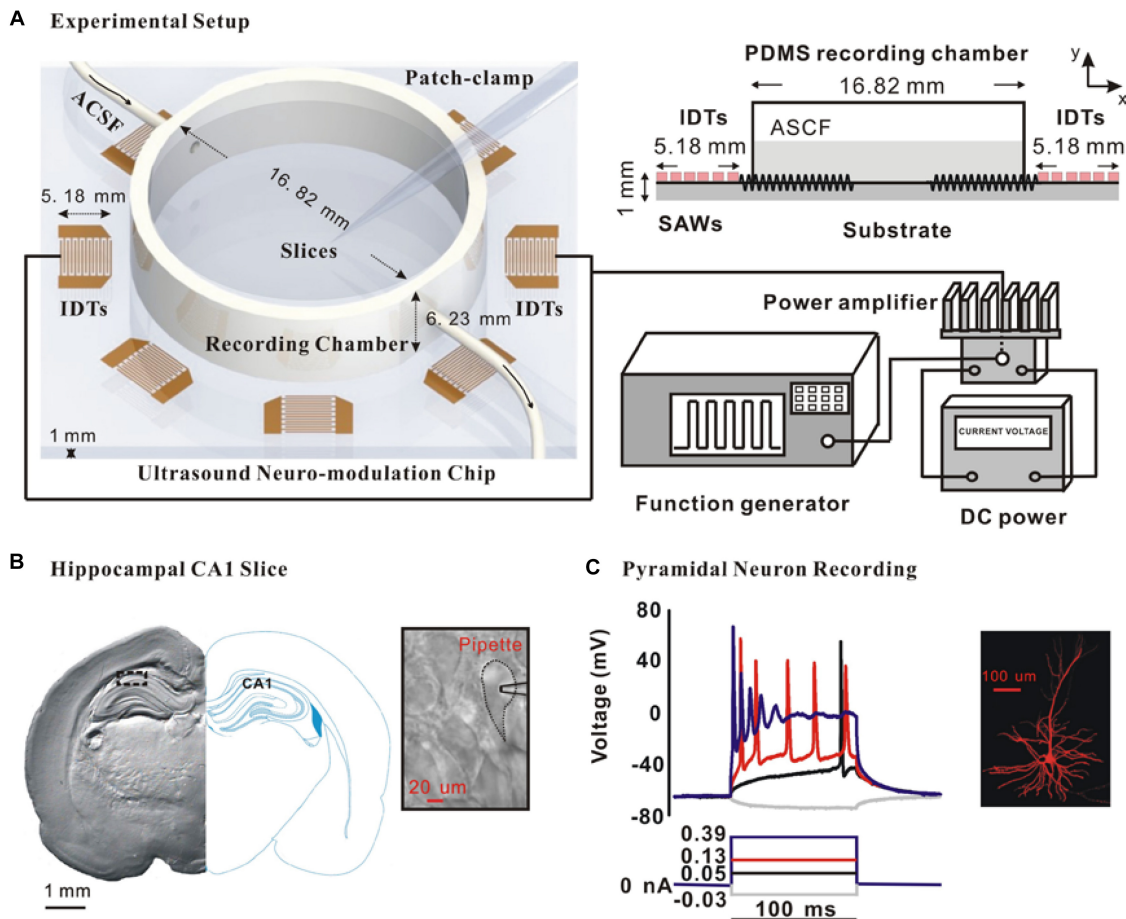 A Experimental Setup
ACSF
Patch-clamp
16. 82 mm
5. 18 mm
Slices
IDTs
IDTs
6. 23 mm
Recording Chamber
1 mm
Ultrasound Neuro-modulation Chip
PDMS recording chamber
16.82 mm
y
x
IDTs
5.18 mm
ASCF
IDTs
5.18 mm
1 mm
SAWs
Substrate
Power amplifier
CURRENT VOLTAGE
Function generator
DC power
B Hippocampal CA1 Slice
CA1
Pipette
20 um
1 mm
C Pyramidal Neuron Recording
Voltage (mV)
80
40
0
-40
-80
100 um
0.39
0.13
0.05
0 nA
-0.03
100 ms